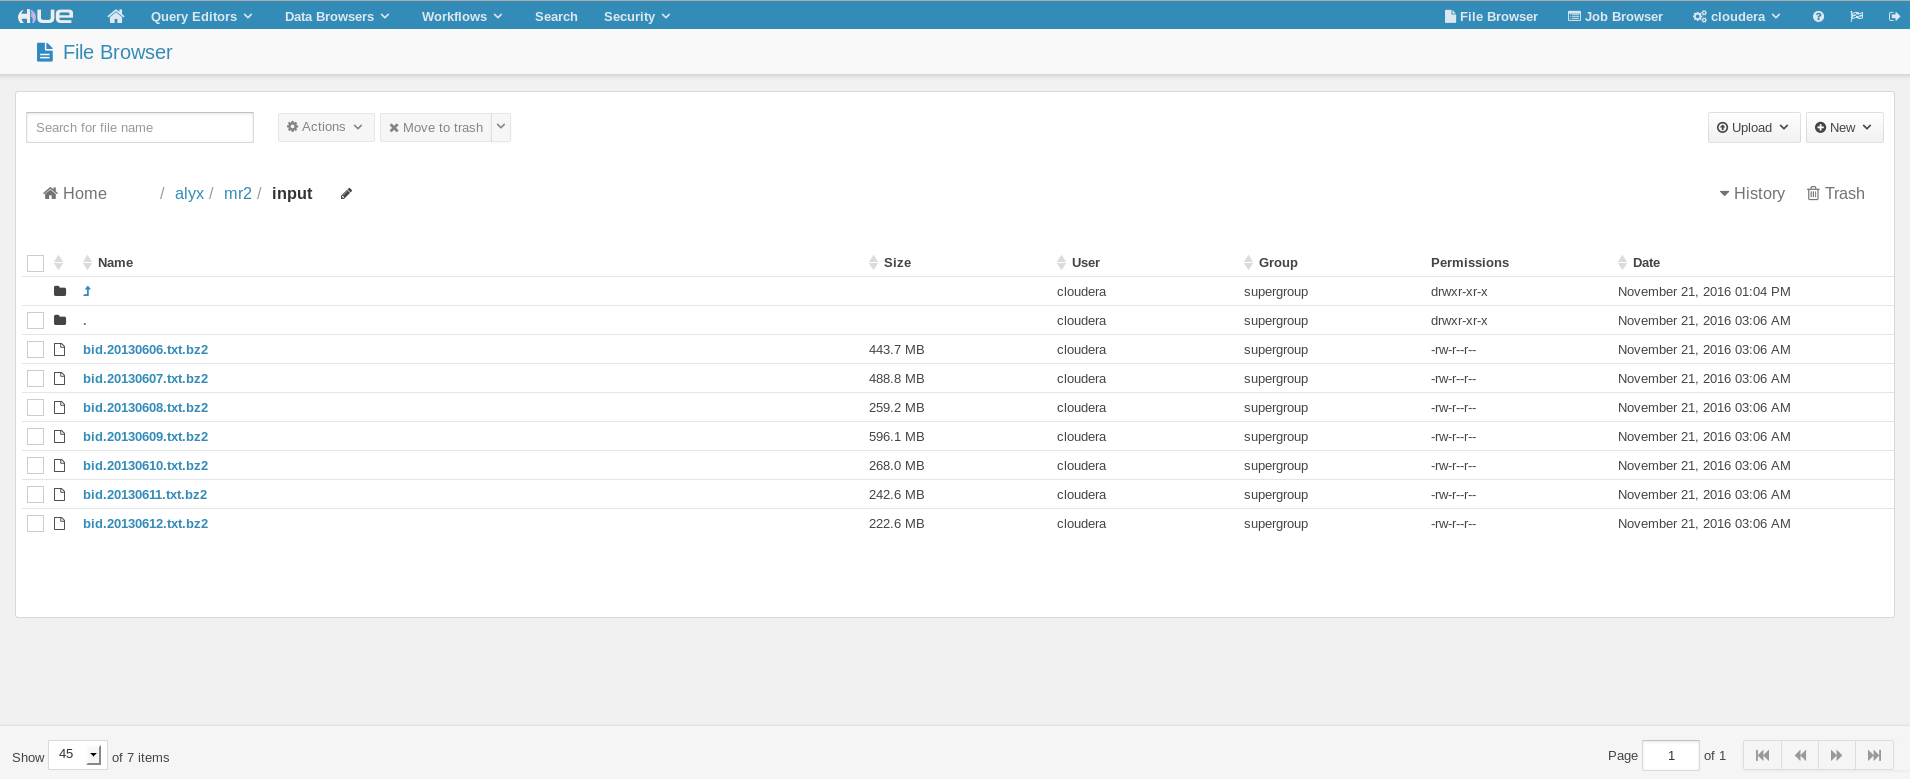 HUE Query Editors Data Browsers Workflows Search Security File Browser Job Browser cloudera
File Browser
Search for file name Actions Move to trash Upload New
Home / alyx / mr2 / input History Trash
Name Size User Group Permissions Date
cloudera supergroup drwxr-xr-x November 21, 2016 01:04 PM
. cloudera supergroup drwxr-xr-x November 21, 2016 03:06 AM
bid.20130606.txt.bz2 443.7 MB cloudera supergroup -rw-r--r-- November 21, 2016 03:06 AM
bid.20130607.txt.bz2 488.8 MB cloudera supergroup -rw-r--r-- November 21, 2016 03:06 AM
bid.20130608.txt.bz2 259.2 MB cloudera supergroup -rw-r--r-- November 21, 2016 03:06 AM
bid.20130609.txt.bz2 596.1 MB cloudera supergroup -rw-r--r-- November 21, 2016 03:06 AM
bid.20130610.txt.bz2 268.0 MB cloudera supergroup -rw-r--r-- November 21, 2016 03:06 AM
bid.20130611.txt.bz2 242.6 MB cloudera supergroup -rw-r--r-- November 21, 2016 03:06 AM
bid.20130612.txt.bz2 222.6 MB cloudera supergroup -rw-r--r-- November 21, 2016 03:06 AM
Show 45 of 7 items Page 1 of 1